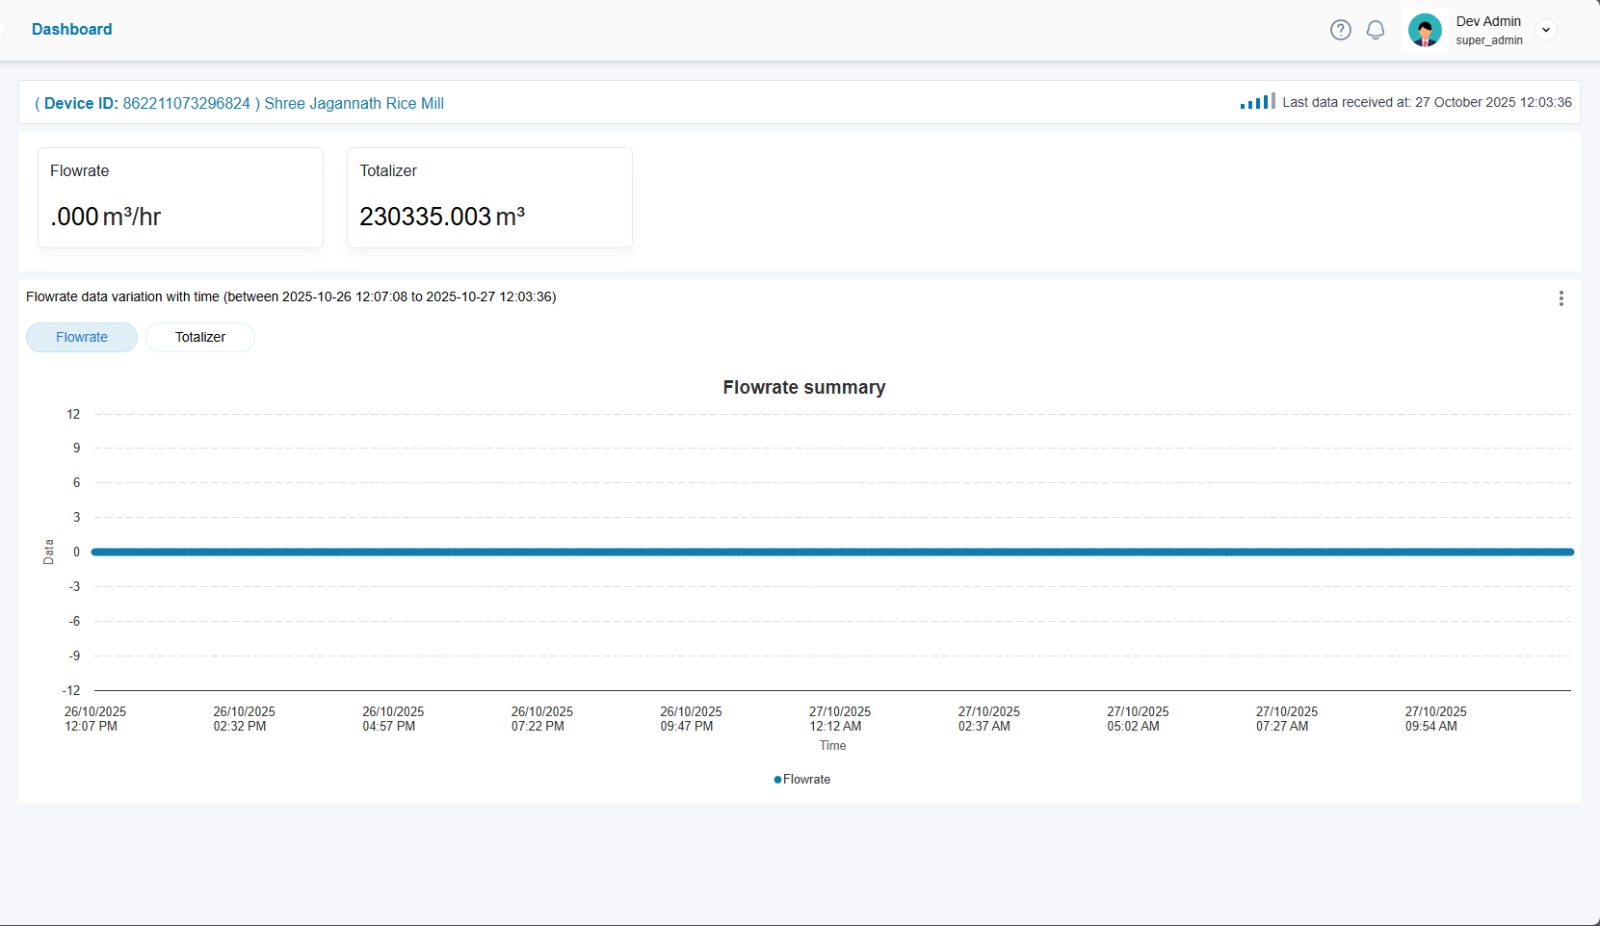 Dashboard
Dev Admin
super_admin
( Device ID: 862211073296824 ) Shree Jagannath Rice Mill
Last data received at: 27 October 2025 12:03:36
Flowrate
.000 m³/hr
Totalizer
230335.003 m³
Flowrate data variation with time (between 2025-10-26 12:07:08 to 2025-10-27 12:03:36)
Flowrate
Totalizer
Flowrate summary
12
9
6
3
0
-3
-6
-9
-12
Data
26/10/2025 12:07 PM
26/10/2025 02:32 PM
26/10/2025 04:57 PM
26/10/2025 07:22 PM
26/10/2025 09:47 PM
27/10/2025 12:12 AM
27/10/2025 02:37 AM
27/10/2025 05:02 AM
27/10/2025 07:27 AM
27/10/2025 09:54 AM
Time
Flowrate